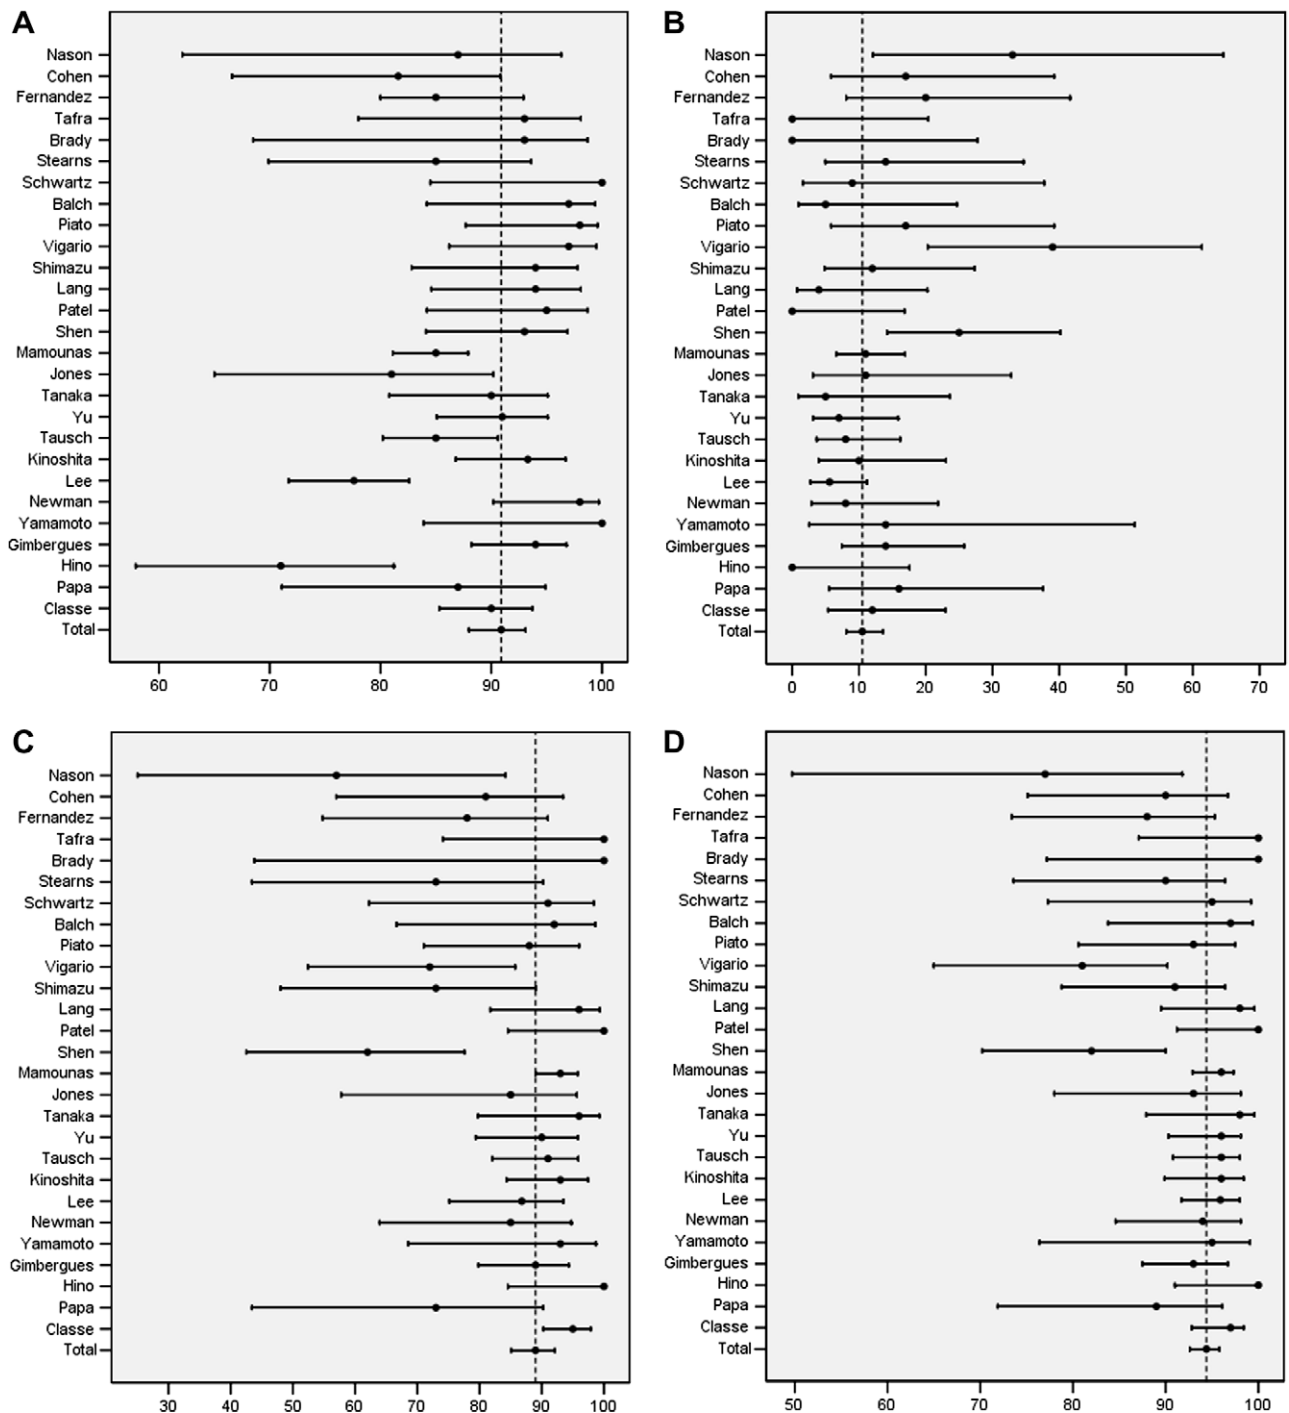 A
Nason
Cohen
Fernandez
Tafra
Brady
Stearns
Schwartz
Balch
Piato
Vigario
Shimazu
Lang
Patel
Shen
Mamounas
Jones
Tanaka
Yu
Tausch
Kinoshita
Lee
Newman
Yamamoto
Gimbergues
Hino
Papa
Classe
Total
60 70 80 90 100
B
Nason
Cohen
Fernandez
Tafra
Brady
Stearns
Schwartz
Balch
Piato
Vigario
Shimazu
Lang
Patel
Shen
Mamounas
Jones
Tanaka
Yu
Tausch
Kinoshita
Lee
Newman
Yamamoto
Gimbergues
Hino
Papa
Classe
Total
0 10 20 30 40 50 60 70
C
Nason
Cohen
Fernandez
Tafra
Brady
Stearns
Schwartz
Balch
Piato
Vigario
Shimazu
Lang
Patel
Shen
Mamounas
Jones
Tanaka
Yu
Tausch
Kinoshita
Lee
Newman
Yamamoto
Gimbergues
Hino
Papa
Classe
Total
30 40 50 60 70 80 90 100
D
Nason
Cohen
Fernandez
Tafra
Brady
Stearns
Schwartz
Balch
Piato
Vigario
Shimazu
Lang
Patel
Shen
Mamounas
Jones
Tanaka
Yu
Tausch
Kinoshita
Lee
Newman
Yamamoto
Gimbergues
Hino
Papa
Classe
Total
50 60 70 80 90 100